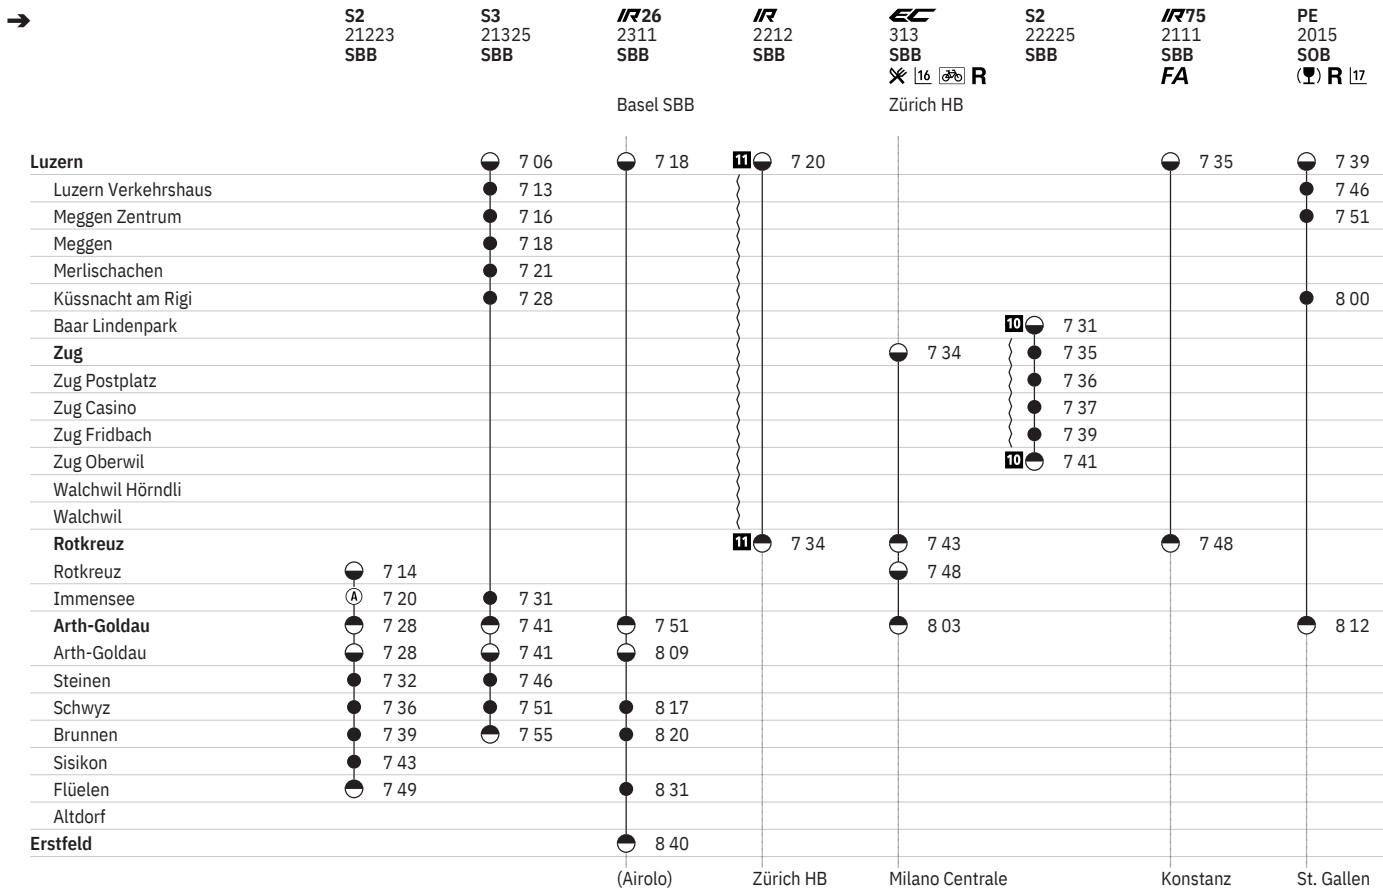 ➔ S2 S3 IR26 IR EC S2 IR75 PE
21223 21325 2311 2212 313 22225 2111 2015
SBB SBB SBB SBB SBB SBB SBB SOB
16 R FA R 17
Basel SBB Zürich HB
Luzern 7 06 7 18 11 7 20 7 35 7 39
Luzern Verkehrshaus 7 13 7 46
Meggen Zentrum 7 16 7 51
Meggen 7 18
Merlischachen 7 21
Küssnacht am Rigi 7 28 8 00
Baar Lindenpark 10 7 31
Zug 7 34 7 35
Zug Postplatz 7 36
Zug Casino 7 37
Zug Fridbach 7 39
Zug Oberwil 10 7 41
Walchwil Hörndli
Walchwil
Rotkreuz 11 7 34 7 43 7 48
Rotkreuz 7 14 7 48
Immensee A 7 20 7 31
Arth-Goldau 7 28 7 41 7 51 8 03 8 12
Arth-Goldau 7 28 7 41 8 09
Steinen 7 32 7 46
Schwyz 7 36 7 51 8 17
Brunnen 7 39 7 55 8 20
Sisikon 7 43
Flüelen 7 49 8 31
Altdorf
Erstfeld 8 40
(Airolo) Zürich HB Milano Centrale Konstanz St. Gallen